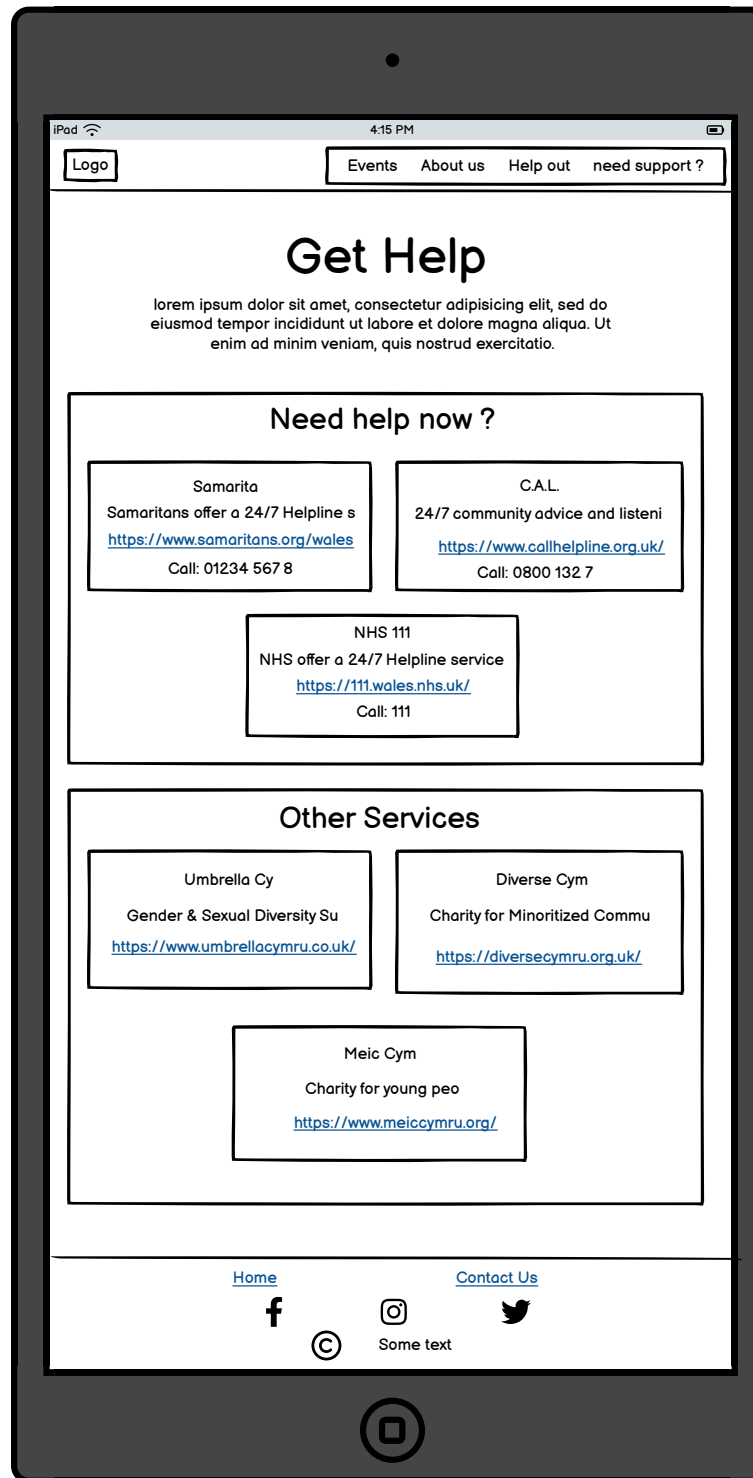 iPad 4:15 PM
Logo Events About us Help out need support ?
Get Help
lorem ipsum dolor sit amet, consectetur adipisicing elit, sed do
eiusmod tempor incididunt ut labore et dolore magna aliqua. Ut
enim ad minim veniam, quis nostrud exercitatio.
Need help now ?
Samarita
Samaritans offer a 24/7 Helpline s
https://www.samaritans.org/wales
Call: 01234 567 8
C.A.L.
24/7 community advice and listeni
https://www.callhelpline.org.uk/
Call: 0800 132 7
NHS 111
NHS offer a 24/7 Helpline service
https://111.wales.nhs.uk/
Call: 111
Other Services
Umbrella Cy
Gender & Sexual Diversity Su
https://www.umbrellacymru.co.uk/
Diverse Cym
Charity for Minoritized Commu
https://diversecymru.org.uk/
Meic Cym
Charity for young peo
https://www.meiccymru.org/
Home Contact Us
© Some text